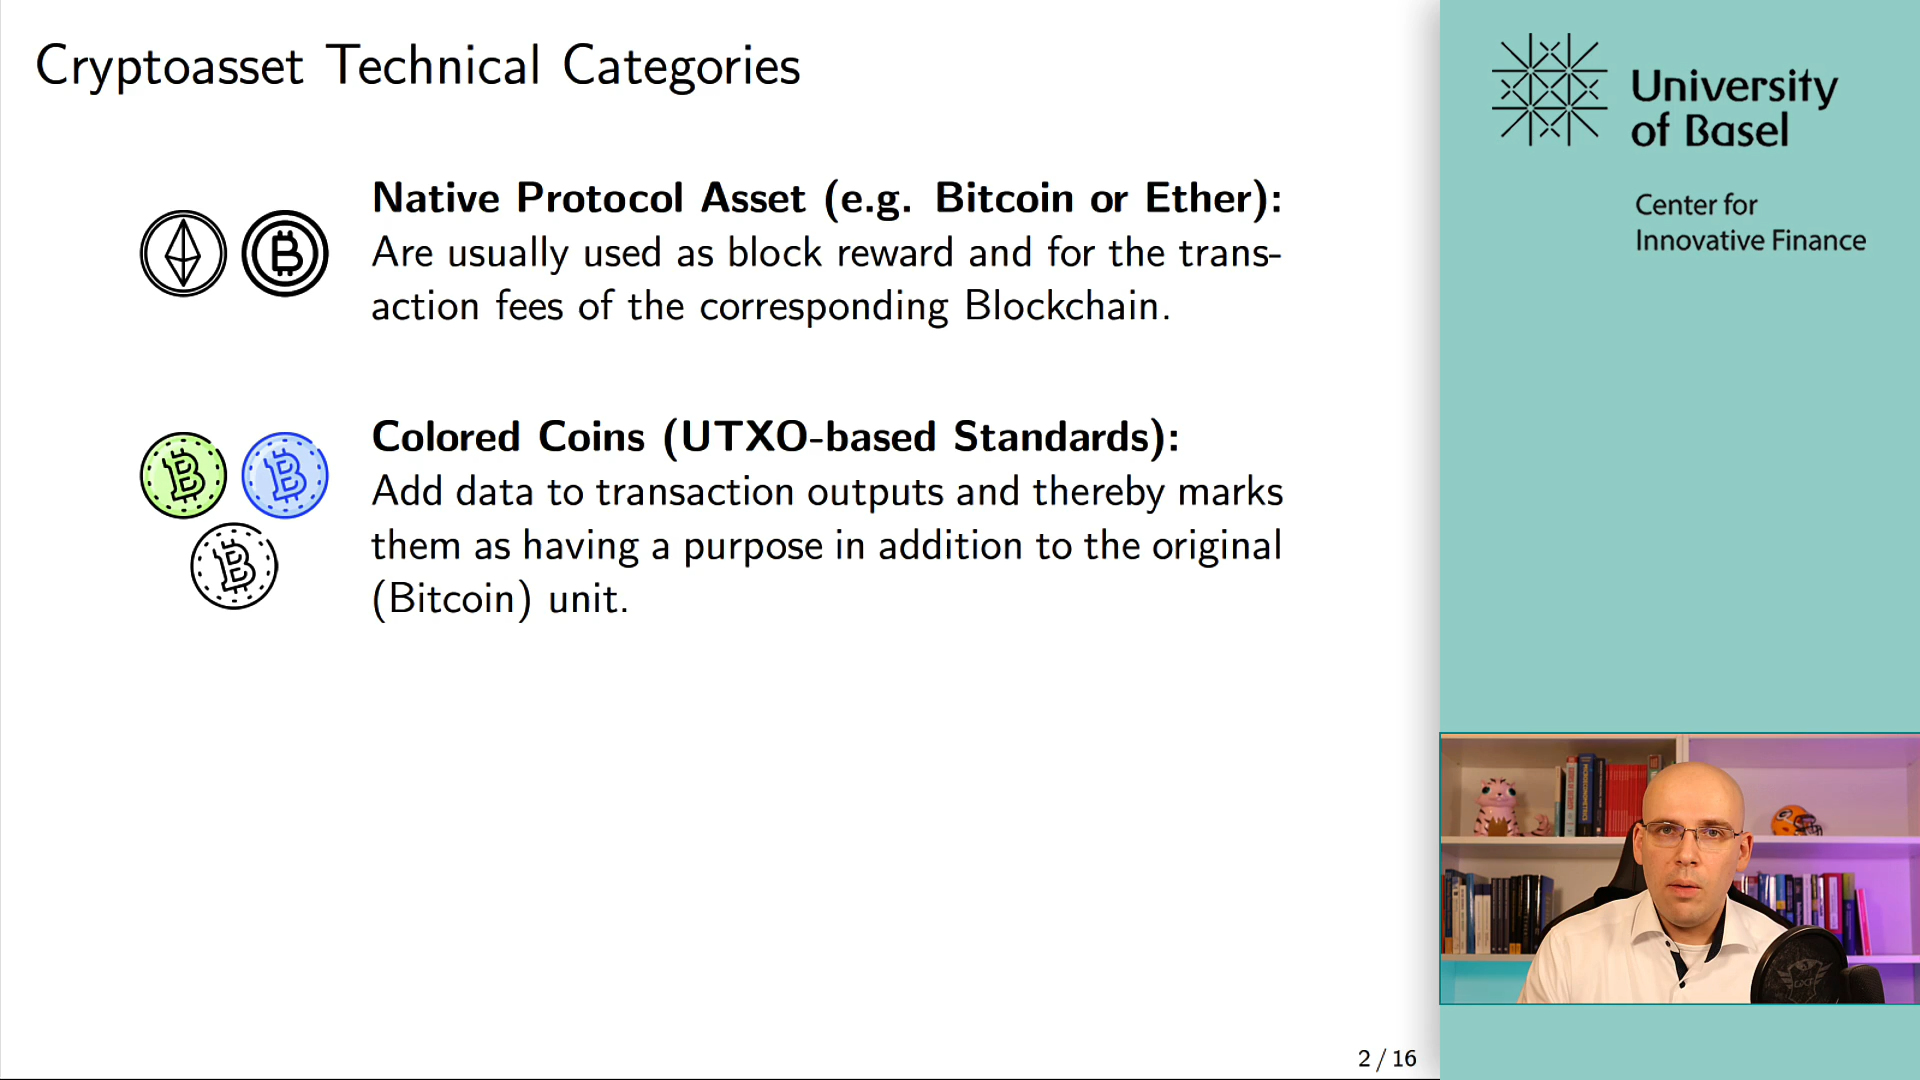 Cryptoasset Technical Categories
Native Protocol Asset (e.g. Bitcoin or Ether):
Are usually used as block reward and for the trans-
action fees of the corresponding Blockchain.
Colored Coins (UTXO-based Standards):
Add data to transaction outputs and thereby marks
them as having a purpose in addition to the original
(Bitcoin) unit.
2 / 16
University
of Basel
Center for
Innovative Finance